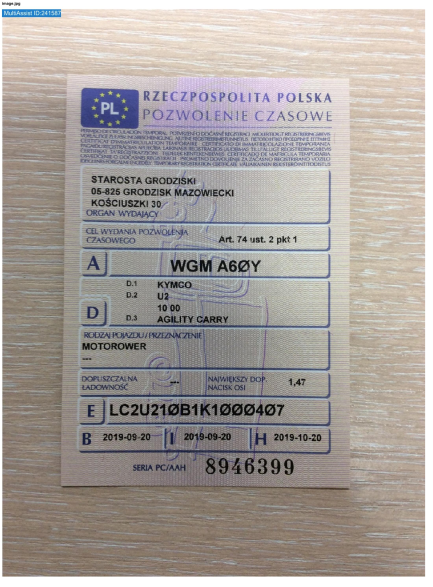 image.jpg
MultiAssist ID:241587
PL
RZECZPOSPOLITA POLSKA
POZWOLENIE CZASOWE
STAROSTA GRODZISKI
05-825 GRODZISK MAZOWIECKI
KOŚCIUSZKI 30
ORGAN WYDAJĄCY
CEL WYDANIA POZWOLENIA
CZASOWEGO Art. 74 ust. 2 pkt 1
A WGM A6ØY
D.1 KYMCO
D.2 U2
10 00
D D.3 AGILITY CARRY
RODZAJ POJAZDU / PRZEZNACZENIE
MOTOROWER
---
DOPUSZCZALNA ŁADOWNOŚĆ --- NAJWIĘKSZY DOP. NACISK OSI 1,47
E LC2U21ØB1K1ØØØ4Ø7
B 2019-09-20 I 2019-09-20 H 2019-10-20
SERIA PC/AAH 8946399